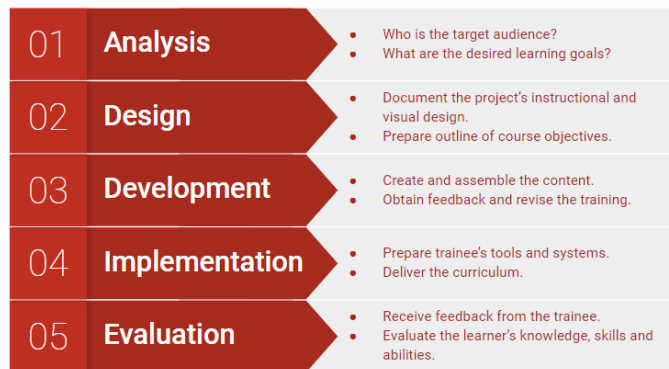 01 Analysis
Who is the target audience?
What are the desired learning goals?
02 Design
Document the project's instructional and
visual design.
Prepare outline of course objectives.
03 Development
Create and assemble the content.
Obtain feedback and revise the training.
04 Implementation
Prepare trainee's tools and systems.
Deliver the curriculum.
05 Evaluation
Receive feedback from the trainee.
Evaluate the learner's knowledge, skills and
abilities.